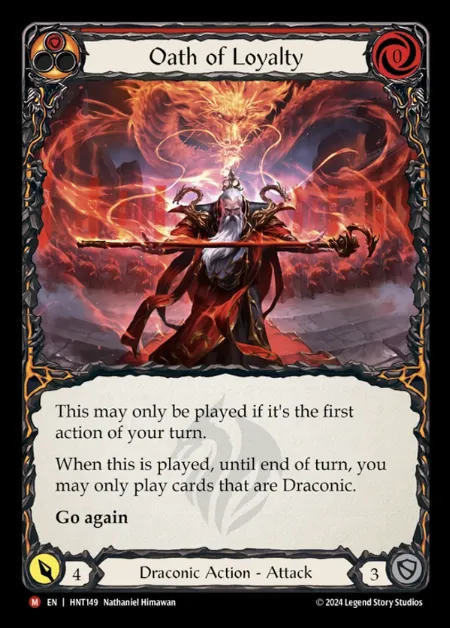 Oath of Loyalty
0
This may only be played if it's the first
action of your turn.
When this is played, until end of turn, you
may only play cards that are Draconic.
Go again
4
Draconic Action - Attack
3
M EN | HNT149 Nathaniel Himawan
© 2024 Legend Story Studios